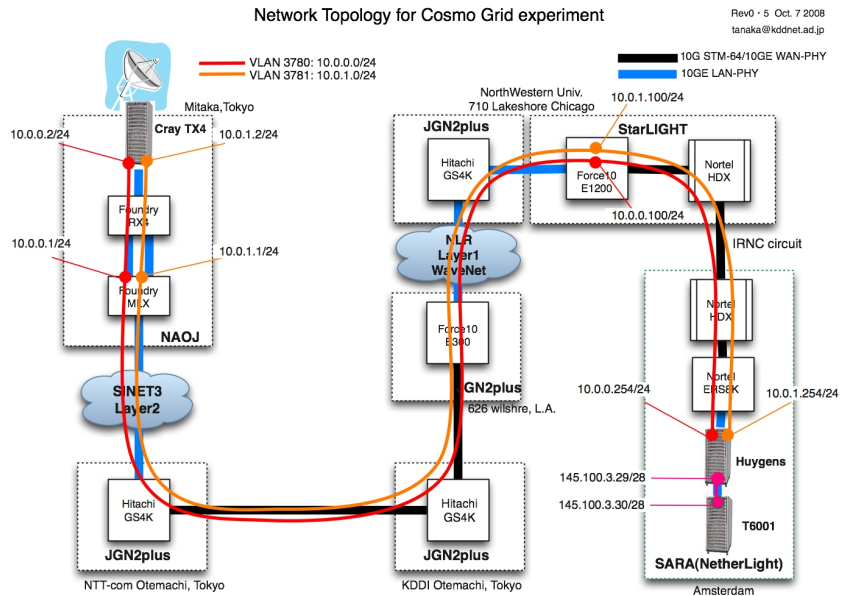 Network Topology for Cosmo Grid experiment
Rev0・5 Oct. 7 2008
tanaka@kddnet.ad.jp
VLAN 3780: 10.0.0.0/24
VLAN 3781: 10.0.1.0/24
10G STM-64/10GE WAN-PHY
10GE LAN-PHY
Mitaka,Tokyo
Cray TX4
10.0.0.2/24
10.0.1.2/24
Foundry
RX4
10.0.0.1/24
10.0.1.1/24
Foundry
MLX
NAOJ
SINET3
Layer2
Hitachi
GS4K
JGN2plus
NTT-com Otemachi, Tokyo
Hitachi
GS4K
JGN2plus
KDDI Otemachi, Tokyo
Force10
E300
GN2plus
626 wilshre, L.A.
NLR
Layer1
WaveNet
NorthWestern Univ.
710 Lakeshore Chicago
JGN2plus
Hitachi
GS4K
10.0.1.100/24
StarLIGHT
Force10
E1200
10.0.0.100/24
Nortel
HDX
IRNC circuit
Nortel
HDX
Nortel
ERS8K
10.0.0.254/24
10.0.1.254/24
Huygens
145.100.3.29/28
145.100.3.30/28
T6001
SARA(NetherLight)
Amsterdam